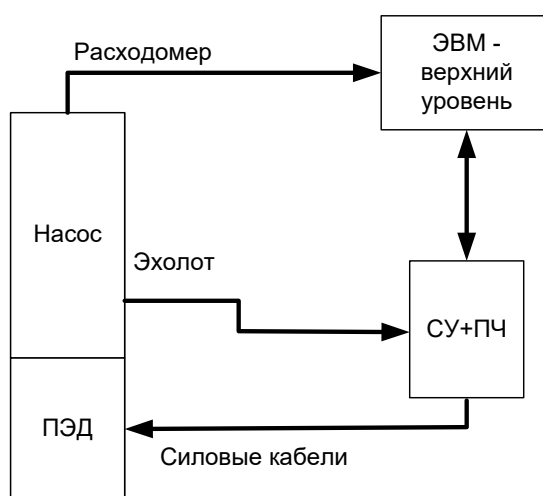 Расходомер
ЭВМ -
верхний
уровень
Насос
Эхолот
СУ+ПЧ
ПЭД
Силовые кабели